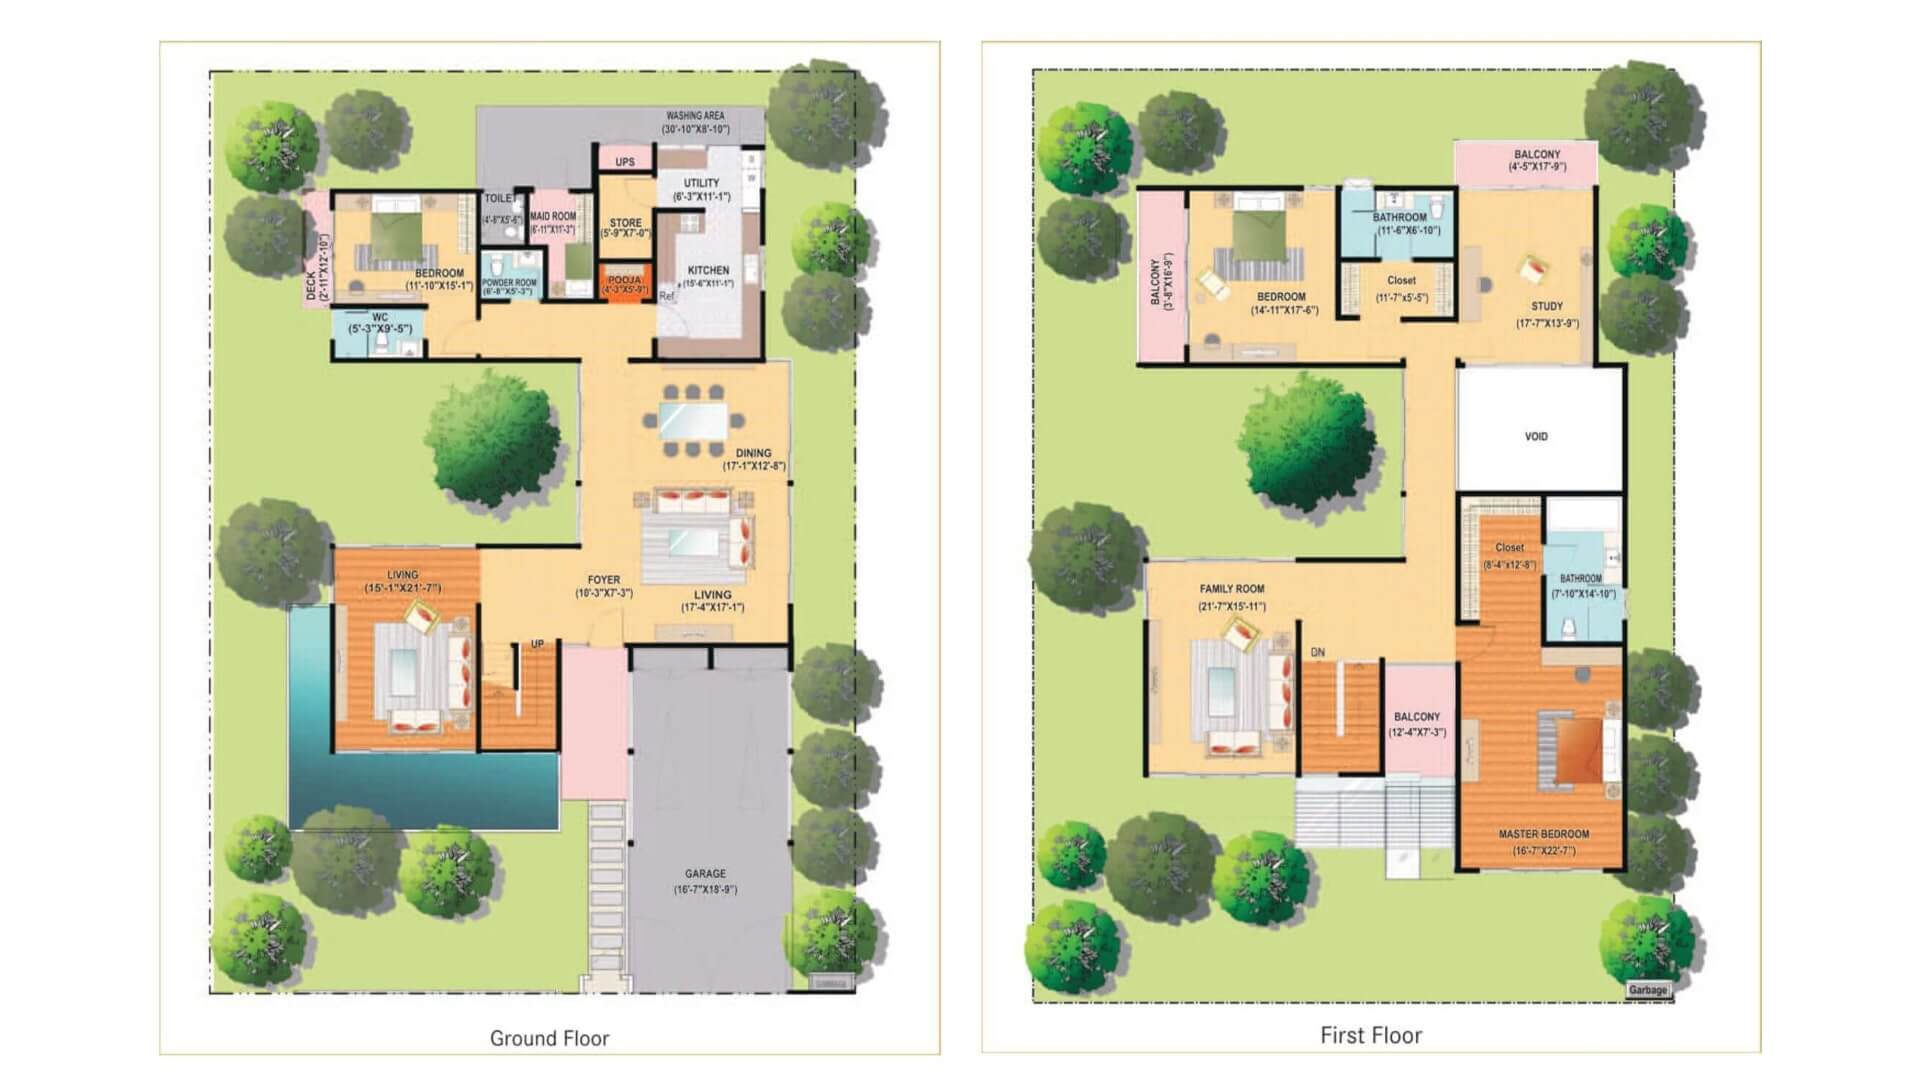 WASHING AREA
(30'-10"X8'-10")
UPS
UTILITY
(6'-3"X11'-1")
TOILET
(4'-8"X5'-6")
MAID ROOM
(6'-11"X11'-3")
STORE
(5'-9"X7'-0")
BEDROOM
(11'-10"X15'-1")
DECK
(2'-11"X12'-10")
POWDER ROOM
(6'-8"X5'-3")
POOJA
(4'-3"X5'-9")
KITCHEN
(15'-6"X11'-1")
Ref
WC
(5'-3"X9'-5")
DINING
(17'-1"X12'-8")
LIVING
(15'-1"X21'-7")
FOYER
(10'-3"X7'-3")
LIVING
(17'-4"X17'-1")
UP
GARAGE
(16'-7"X18'-9")
Ground Floor
BALCONY
(4'-5"X17'-9")
BATHROOM
(11'-6"X6'-10")
BALCONY
(3'-8"X16'-9")
BEDROOM
(14'-11"X17'-6")
Closet
(11'-7"x5'-5")
STUDY
(17'-7"X13'-9")
VOID
Closet
(8'-4"x12'-8")
BATHROOM
(7'-10"X14'-10")
FAMILY ROOM
(21'-7"X15'-11")
DN
BALCONY
(12'-4"X7'-3")
MASTER BEDROOM
(16'-7"X22'-7")
Garbage
First Floor